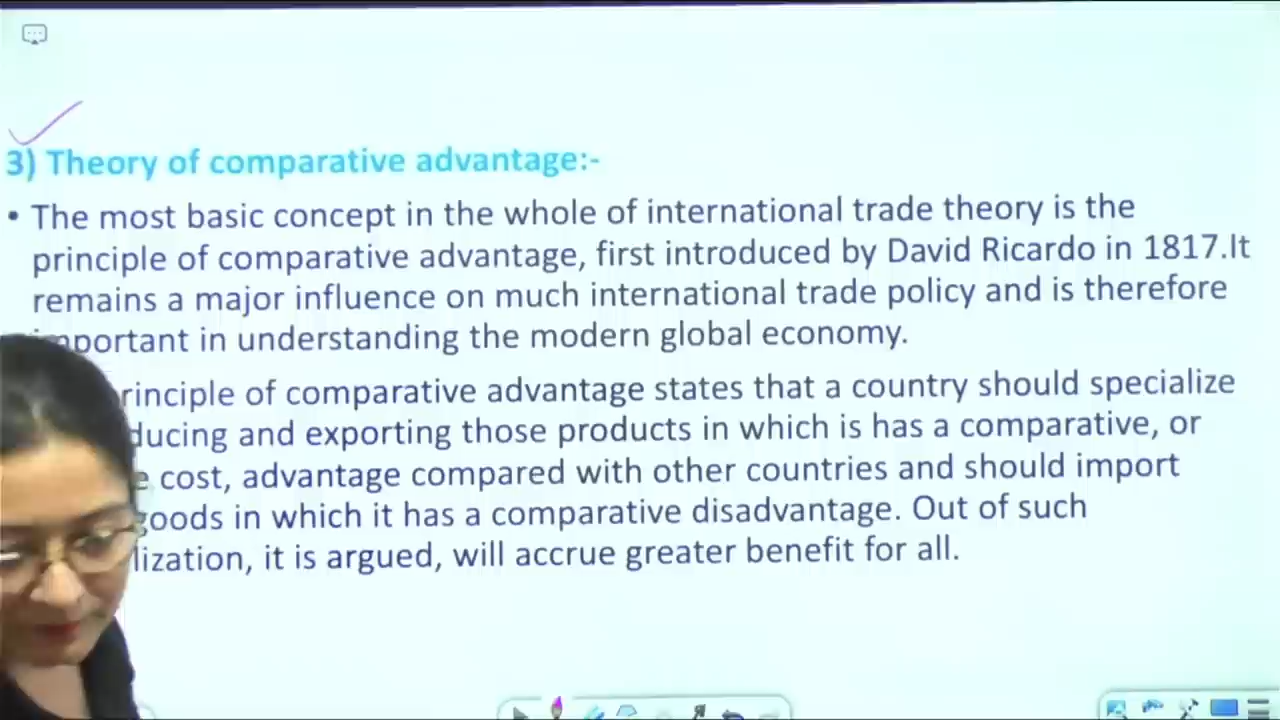 3) Theory of comparative advantage:-
• The most basic concept in the whole of international trade theory is the
principle of comparative advantage, first introduced by David Ricardo in 1817.It
remains a major influence on much international trade policy and is therefore
important in understanding the modern global economy.
rinciple of comparative advantage states that a country should specialize
ducing and exporting those products in which is has a comparative, or
e cost, advantage compared with other countries and should import
goods in which it has a comparative disadvantage. Out of such
lization, it is argued, will accrue greater benefit for all.